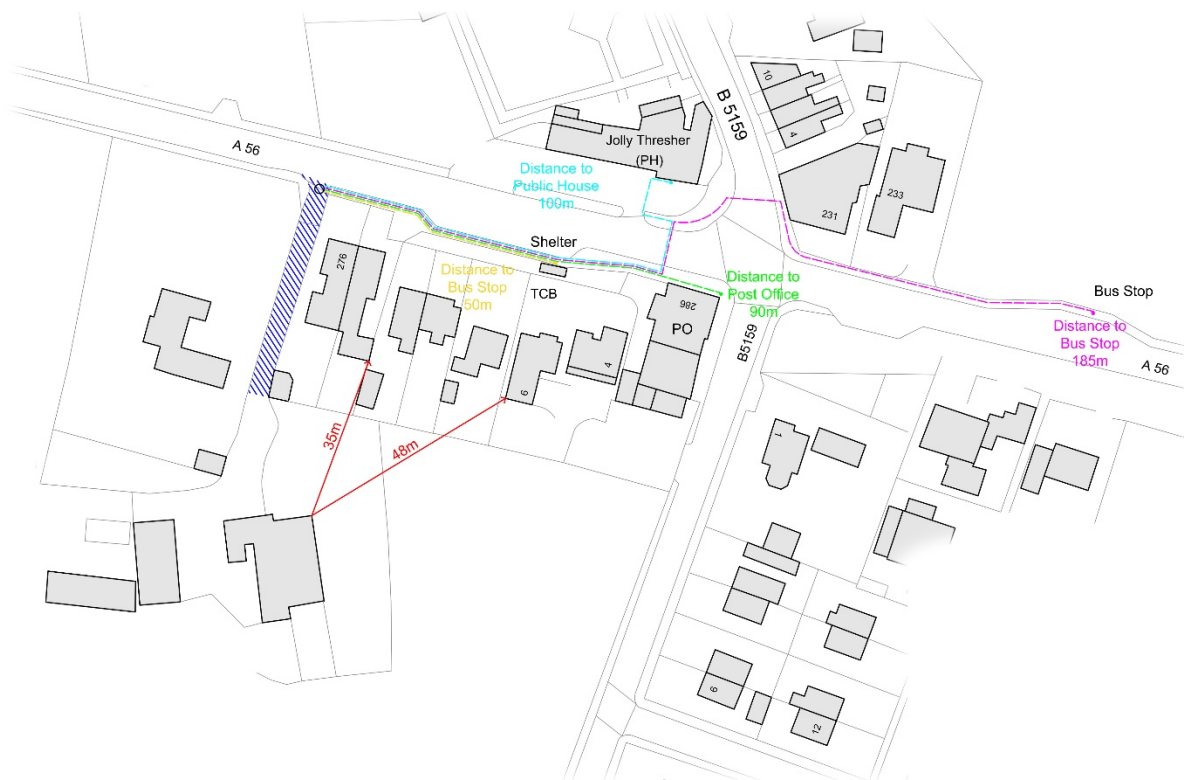 A 56
B 5159
10
4
Jolly Thresher
(PH)
Distance to
Public House
100m
233
231
Shelter
276
Distance to
Bus Stop
50m
TCB
Distance to
Post Office
90m
286
PO
B5159
Bus Stop
Distance to
Bus Stop
185m
A 56
4
6
35m
48m
1
6
12